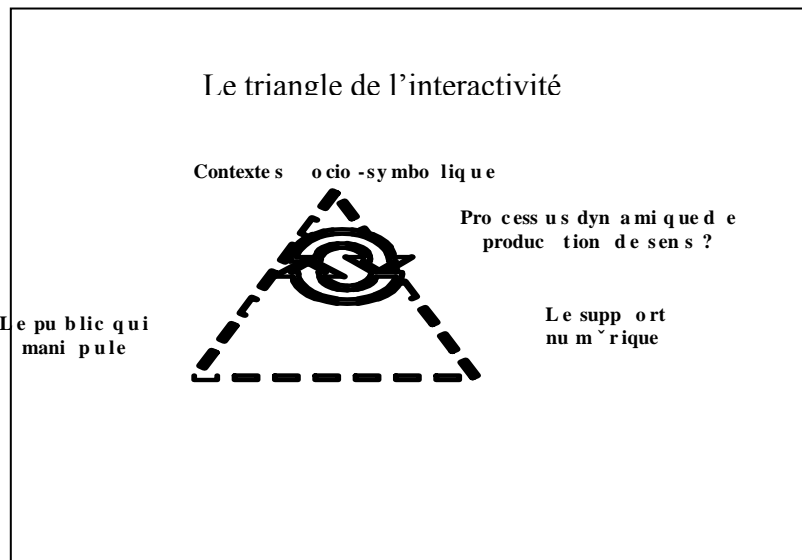 Le triangle de l’interactivité
Contexte socio-symbolique
Processus dynamique de
production de sens ?
Le public qui
manipule
Le support
numˇrique